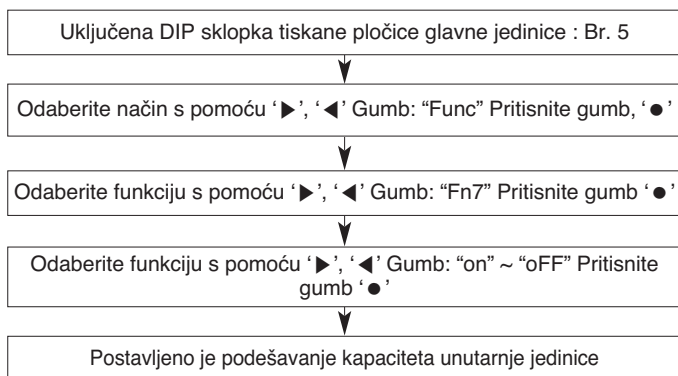 Uključena DIP sklopka tiskane pločice glavne jedinice : Br. 5
Odaberite način s pomoću ‘▶’, ‘◀’ Gumb: “Func” Pritisnite gumb, ‘●’
Odaberite funkciju s pomoću ‘▶’, ‘◀’ Gumb: “Fn7” Pritisnite gumb ‘●’
Odaberite funkciju s pomoću ‘▶’, ‘◀’ Gumb: “on” ~ “oFF” Pritisnite
gumb ‘●’
Postavljeno je podešavanje kapaciteta unutarnje jedinice